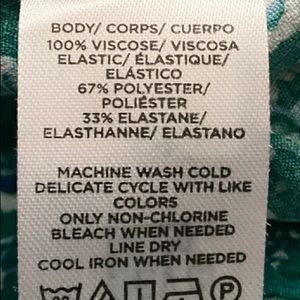 BODY/ CORPS/ CUERPO
100% VISCOSE/ VISCOSA
ELASTIC/ ÉLASTIQUE/
ELÁSTICO
67% POLYESTER/
POLIÉSTER
33% ELASTANE/
ELASTHANNE/ ELASTANO
MACHINE WASH COLD
DELICATE CYCLE WITH LIKE
COLORS
ONLY NON-CHLORINE
BLEACH WHEN NEEDED
LINE DRY
COOL IRON WHEN NEEDED
P